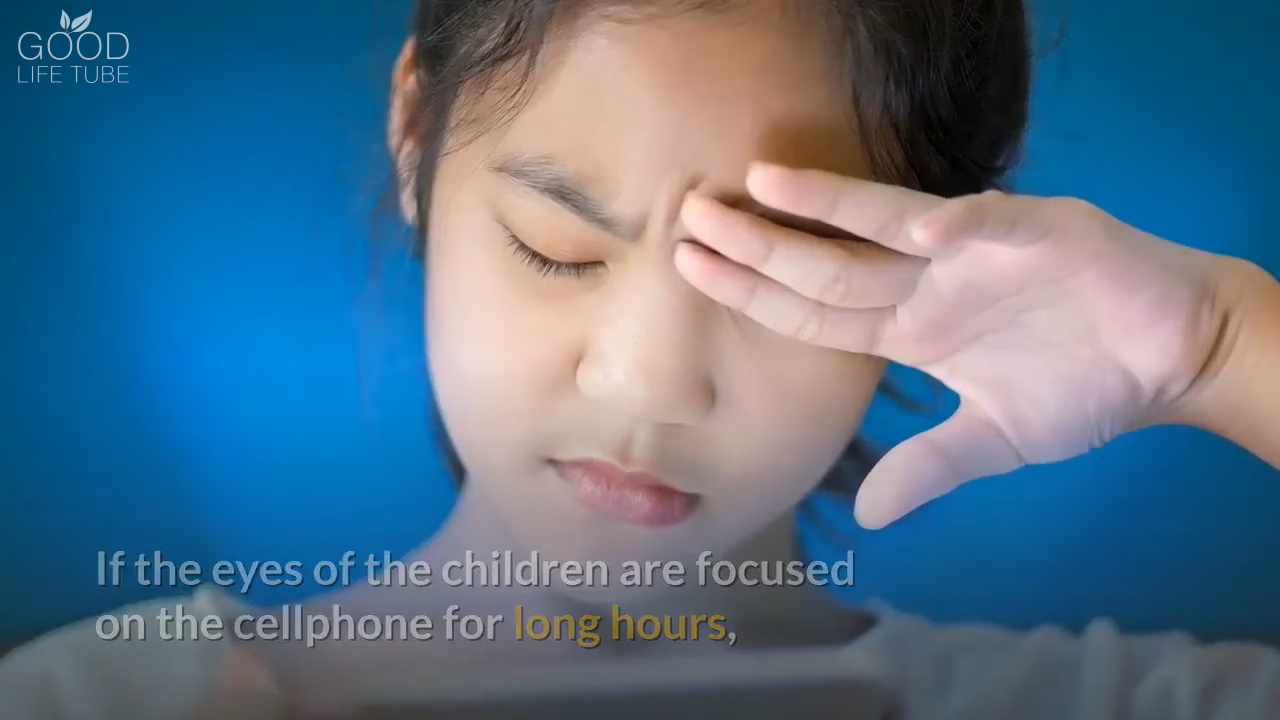 GOOD
LIFE TUBE
If the eyes of the children are focused
on the cellphone for long hours,